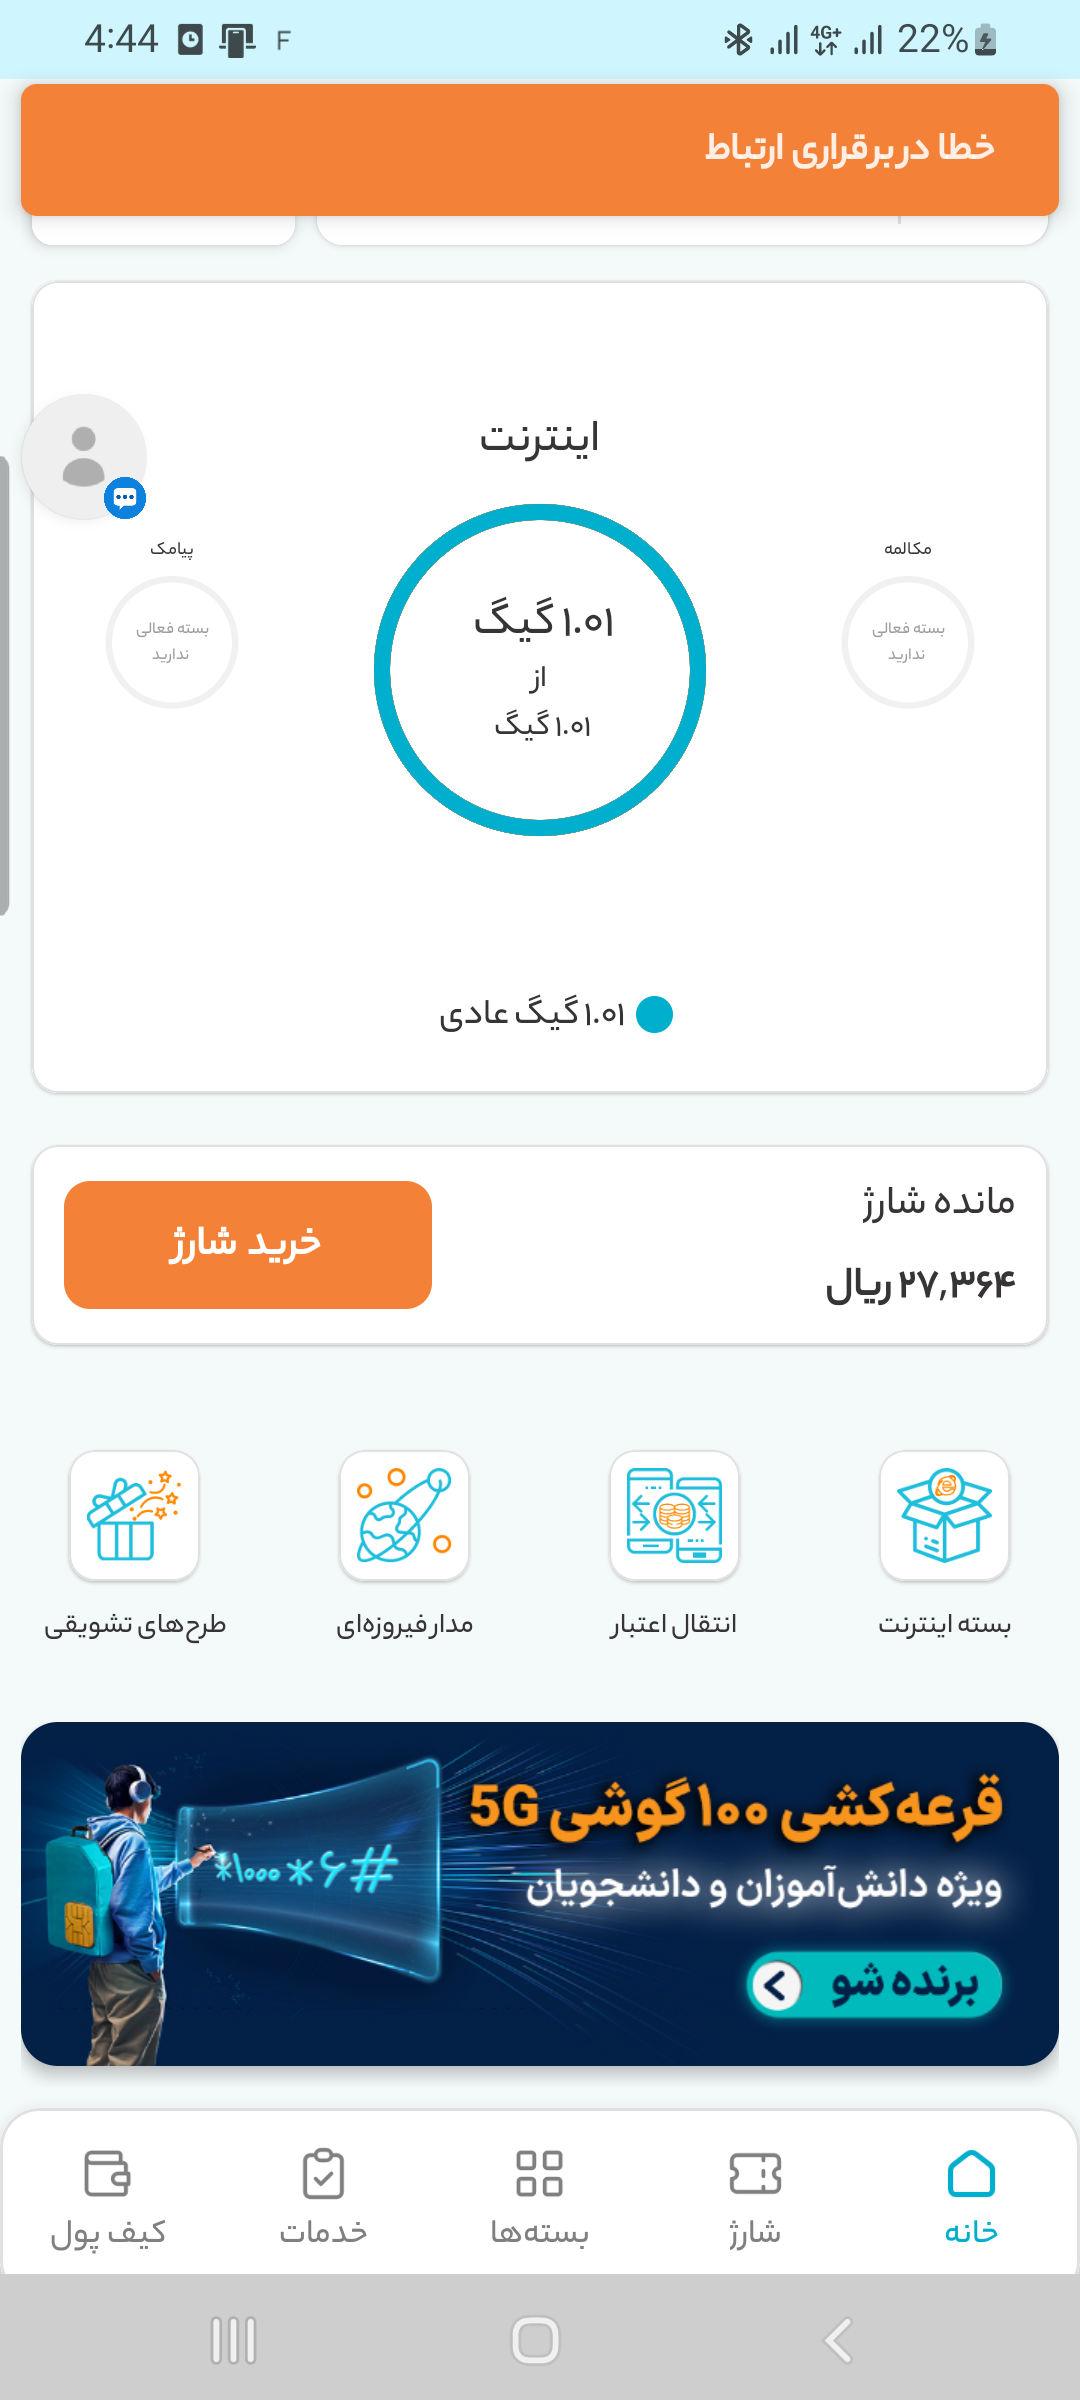 4:44
F
4G+
22%
خطا در برقراری ارتباط
اینترنت
مکالمه
بسته فعالی
ندارید
۱.۰۱ گیگ
از
۱.۰۱ گیگ
پیامک
بسته فعالی
ندارید
۱.۰۱ گیگ عادی
مانده شارژ
۲۷,۳۶۴ ریال
خرید شارژ
بسته اینترنت
انتقال اعتبار
مدار فیروزه‌ای
طرح‌های تشویقی
قرعه‌کشی ۱۰۰ گوشی 5G
ویژه دانش‌آموزان و دانشجویان
برنده شو
*۱۰۰۰*۶#
خانه
شارژ
بسته‌ها
خدمات
کیف پول